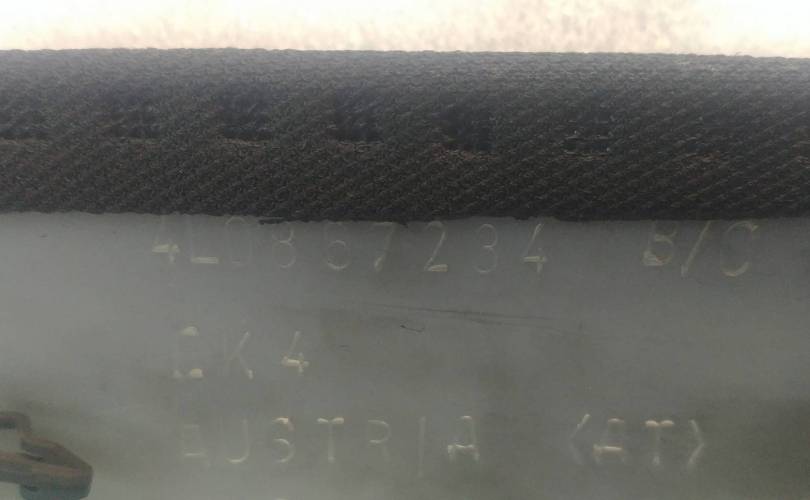 4L0867234 B/C
EK4
AUSTRIA <AT>